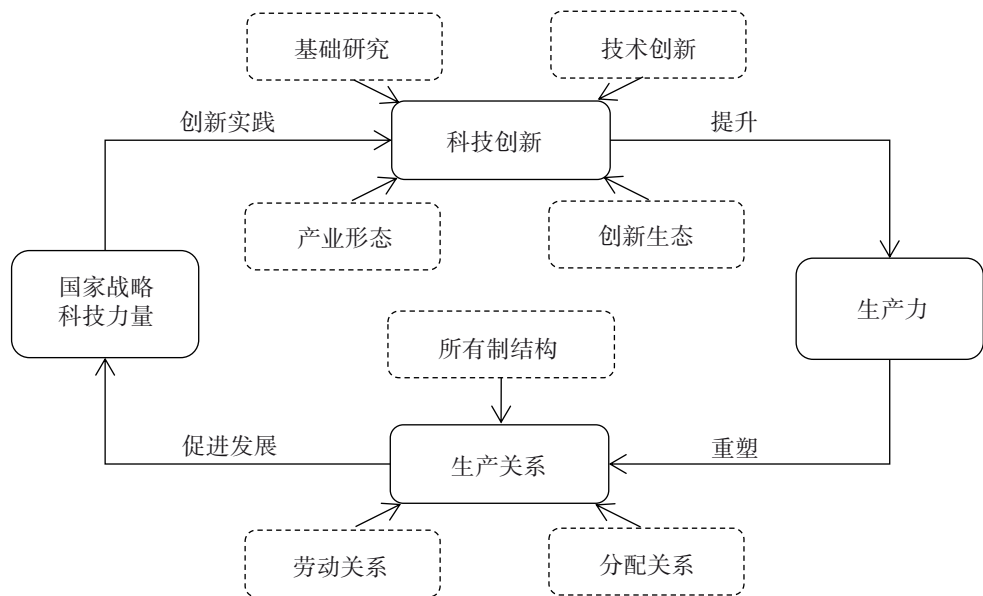 基础研究
技术创新
创新实践
科技创新
提升
产业形态
创新生态
国家战略
科技力量
生产力
所有制结构
促进发展
生产关系
重塑
劳动关系
分配关系